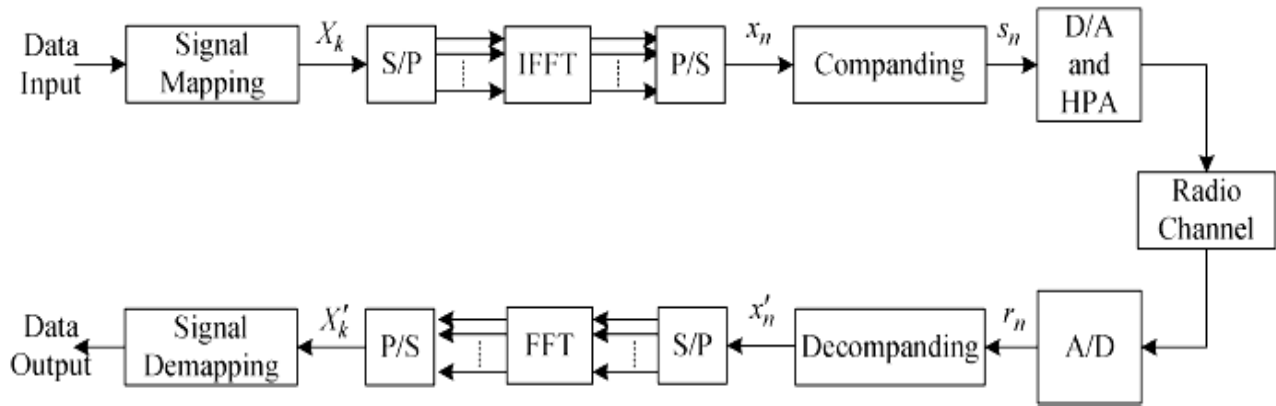 Data
Input
Signal
Mapping
X_k
S/P
IFFT
P/S
x_n
Companding
s_n
D/A
and
HPA
Radio
Channel
Data
Output
Signal
Demapping
X'_k
P/S
FFT
S/P
x'_n
Decompanding
r_n
A/D